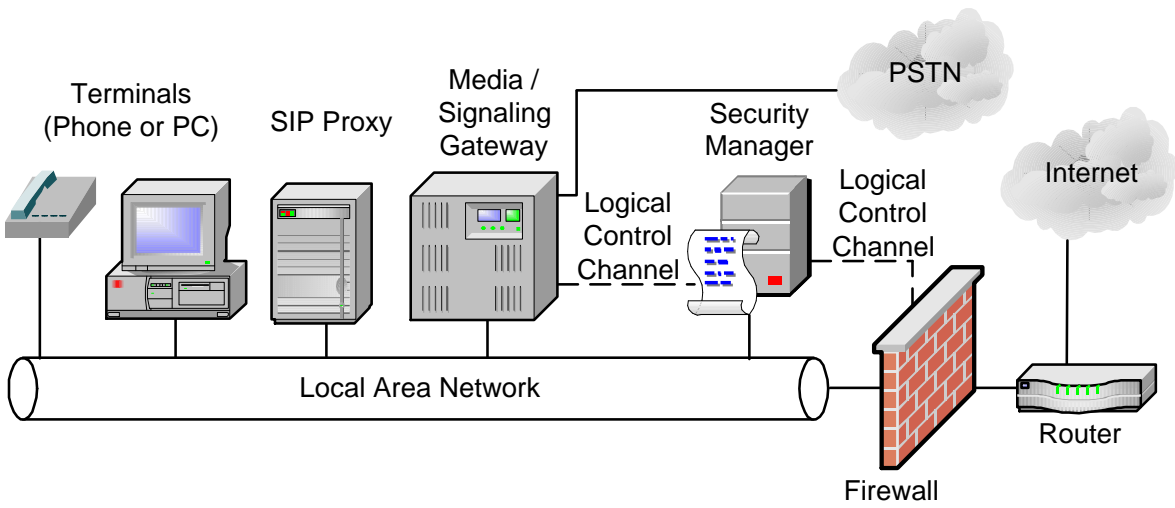 Terminals
(Phone or PC)
SIP Proxy
Media /
Signaling
Gateway
PSTN
Security
Manager
Internet
Logical
Control
Channel
Logical
Control
Channel
Local Area Network
Router
Firewall